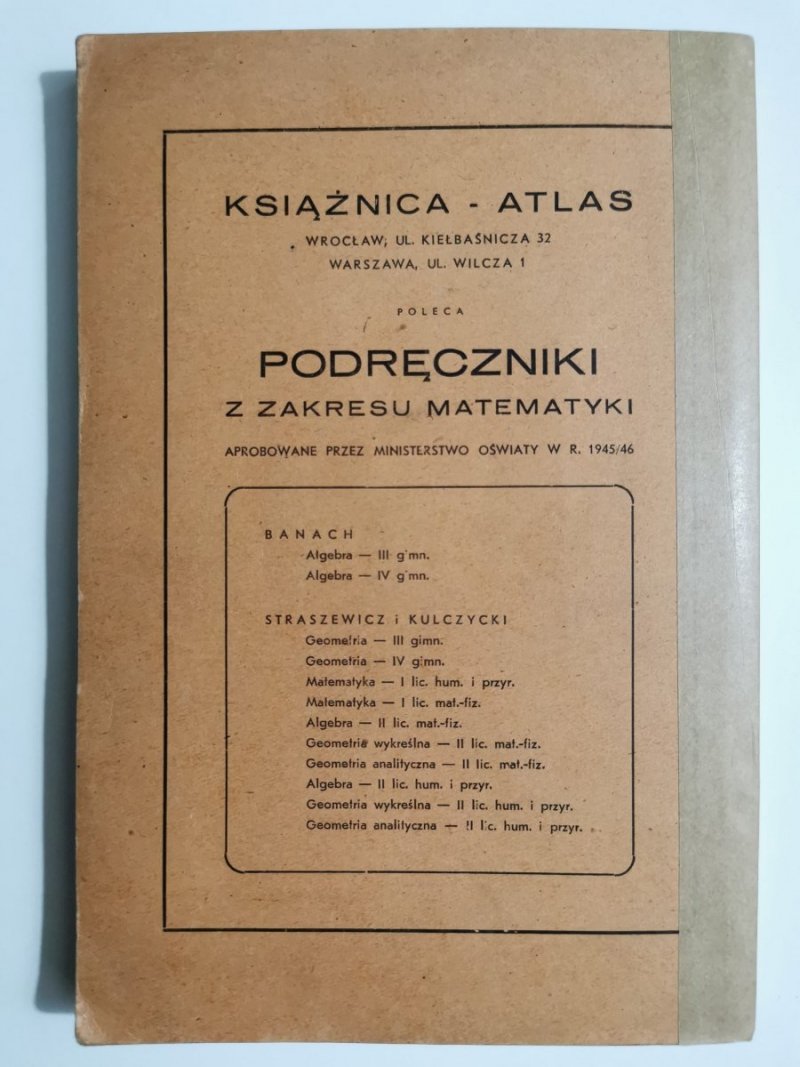 KSIĄŻNICA - ATLAS
WROCŁAW, UL. KIEŁBAŚNICZA 32
WARSZAWA, UL. WILCZA 1
POLECA
PODRĘCZNIKI
Z ZAKRESU MATEMATYKI
APROBOWANE PRZEZ MINISTERSTWO OŚWIATY W R. 1945/46
BANACH
Algebra — III gimn.
Algebra — IV gimn.
STRASZEWICZ i KULCZYCKI
Geometria — III gimn.
Geometria — IV gimn.
Matematyka — I lic. hum. i przyr.
Matematyka — I lic. mat.-fiz.
Algebra — II lic. mat.-fiz.
Geometria wykreślna — II lic. mat.-fiz.
Geometria analityczna — II lic. mat.-fiz.
Algebra — II lic. hum. i przyr.
Geometria wykreślna — II lic. hum. i przyr.
Geometria analityczna — II lic. hum. i przyr.